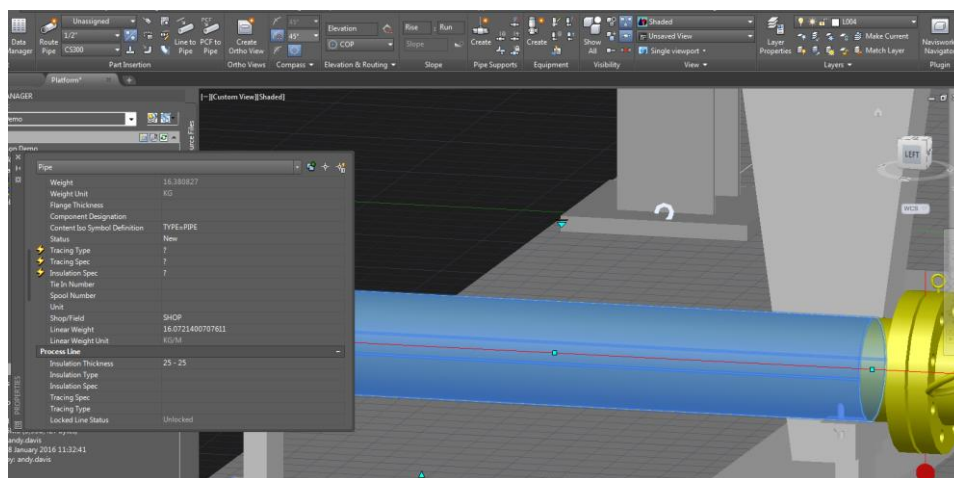 Unassigned
1/2"
CS300
Data Manager
Route Pipe
Line to Pipe
PCF to Pipe
Part Insertion
Create Ortho View
Ortho Views
45°
Compass
Elevation
COP
Elevation & Routing
Rise
Run
Slope
Slope
Create
Pipe Supports
Create
Equipment
Show All
Visibility
Shaded
Unsaved View
Single viewport
View
Layer Properties
1004
Make Current
Match Layer
Layers
Navisworks Navigator
Plugin
Platform*
[−][Custom View][Shaded]
LEFT
WCS
Pipe
Weight 16.380827
Weight Unit KG
Flange Thickness
Component Designation
Content Iso Symbol Definition TYPE=PIPE
Status New
Tracing Type ?
Tracing Spec ?
Insulation Spec ?
Tie In Number
Spool Number
Unit
Shop/Field SHOP
Linear Weight 16.0721400707611
Linear Weight Unit KG/M
Process Line
Insulation Thickness 25 - 25
Insulation Type
Insulation Spec
Tracing Spec
Tracing Type
Locked Line Status Unlocked
PROPERTIES
andy.davis
8 January 2016 11:32:41
by: andy.davis